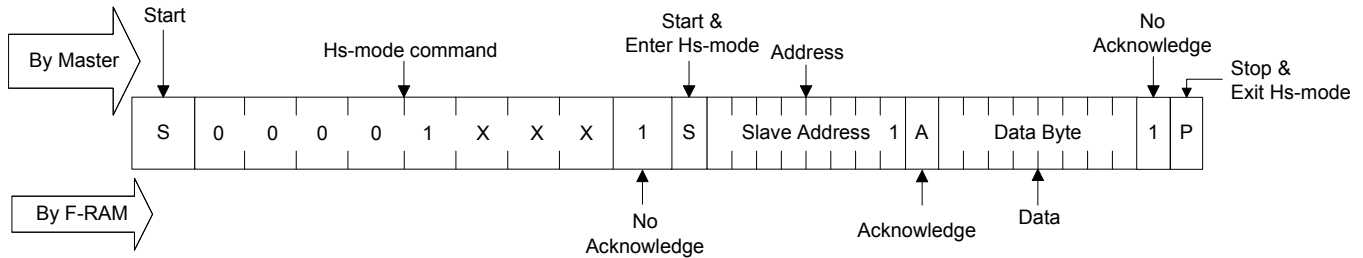 Start
By Master
Hs-mode command
Start &
Enter Hs-mode
Address
No
Acknowledge
Stop &
Exit Hs-mode
S 0 0 0 0 1 X X X 1 S Slave Address 1 A Data Byte 1 P
By F-RAM
No
Acknowledge
Acknowledge
Data